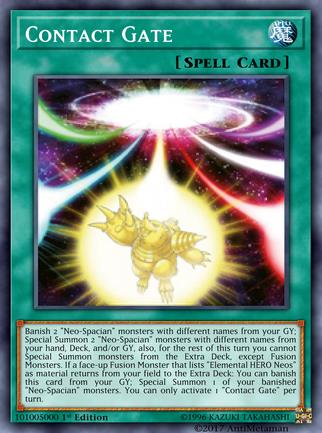 CONTACT GATE
[SPELL CARD]
Banish 2 "Neo-Spacian" monsters with different names from your GY;
Special Summon 2 "Neo-Spacian" monsters with different names from
your hand, Deck, and/or GY, also, for the rest of this turn you cannot
Special Summon monsters from the Extra Deck, except Fusion
Monsters. If a face-up Fusion Monster that lists "Elemental HERO Neos"
as material returns from your field to the Extra Deck: You can banish
this card from your GY; Special Summon 1 of your banished
"Neo-Spacian" monsters. You can only activate 1 "Contact Gate" per
turn.
101005000 1st Edition
©1996 KAZUKI TAKAHASHI
©2017 AntiMetaman